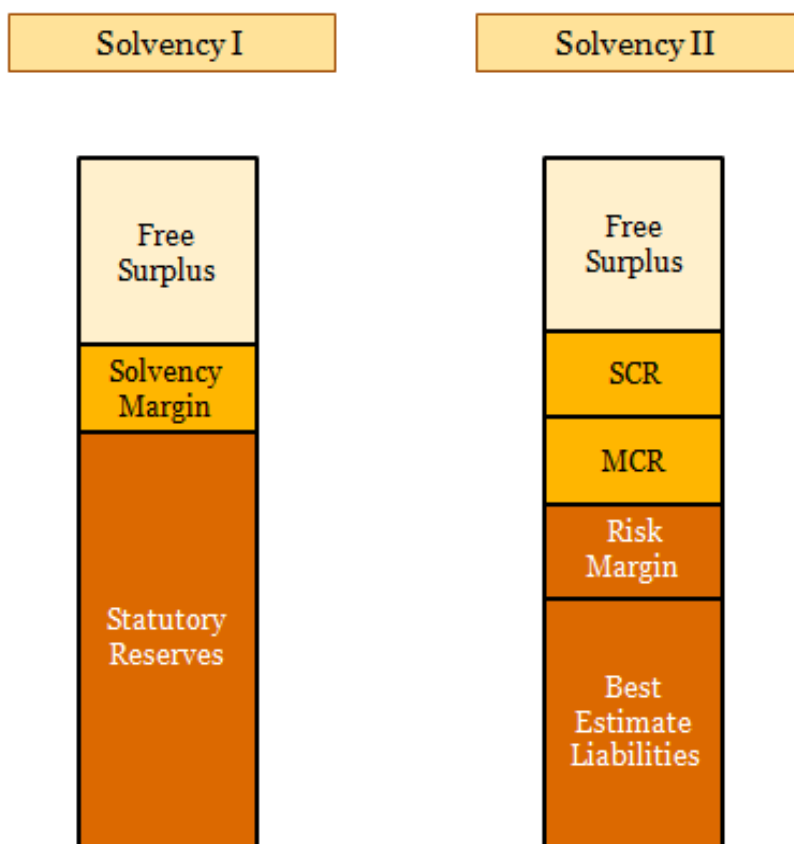 Solvency I
Solvency II
Free
Surplus
Solvency
Margin
Statutory
Reserves
Free
Surplus
SCR
MCR
Risk
Margin
Best
Estimate
Liabilities